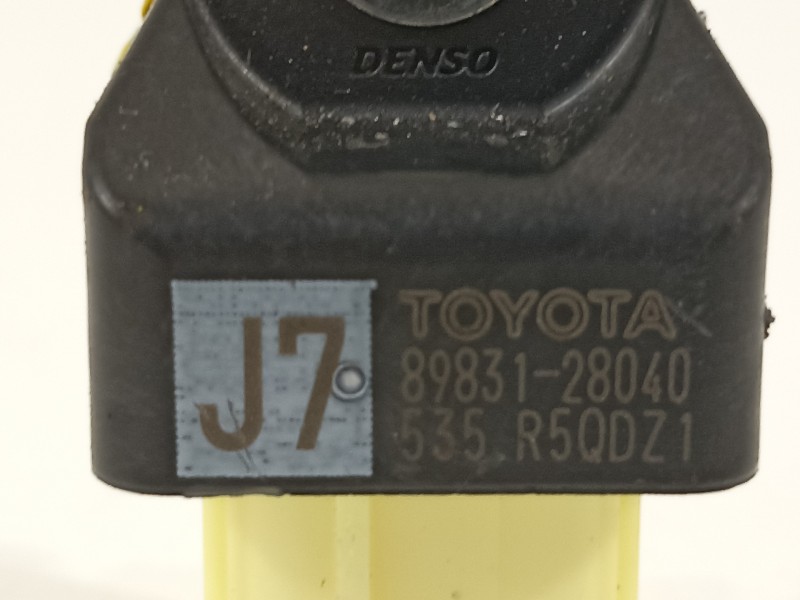 DENSO
J7
TOYOTA
89831-28040
535 R5QDZ1